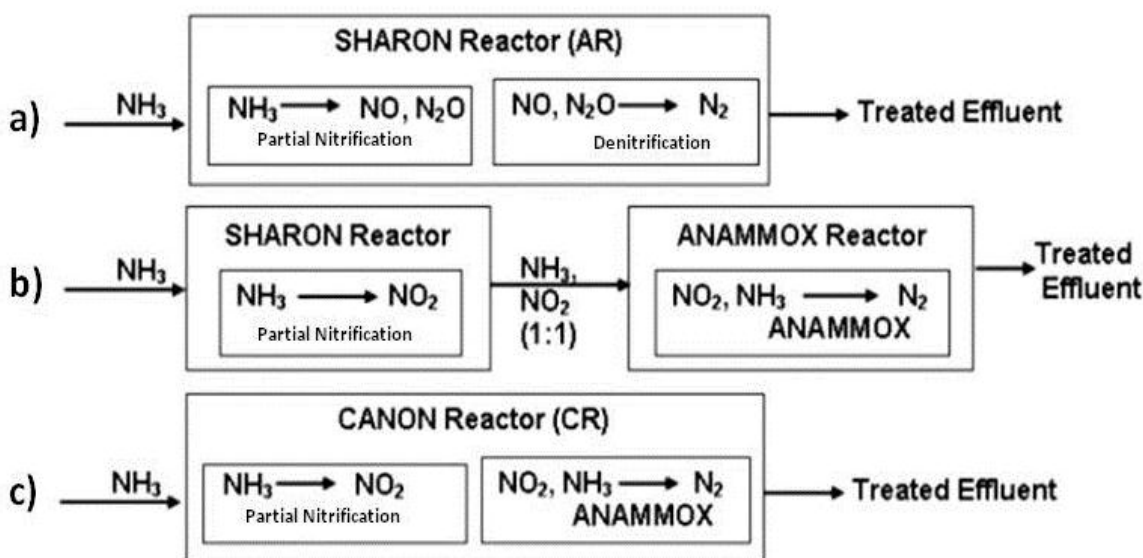 a)
NH₃
SHARON Reactor (AR)
NH₃ → NO, N₂O
Partial Nitrification
NO, N₂O → N₂
Denitrification
Treated Effluent
b)
NH₃
SHARON Reactor
NH₃ → NO₂
Partial Nitrification
NH₃,
NO₂
(1:1)
ANAMMOX Reactor
NO₂, NH₃ → N₂
ANAMMOX
Treated
Effluent
c)
NH₃
CANON Reactor (CR)
NH₃ → NO₂
Partial Nitrification
NO₂, NH₃ → N₂
ANAMMOX
Treated Effluent